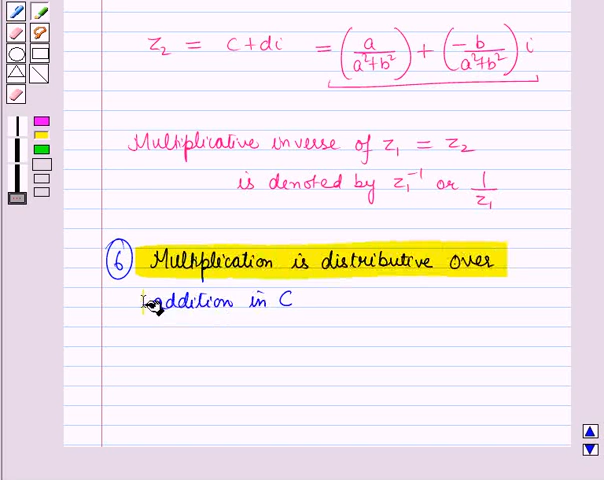 z₂ = c + di = (a/(a²+b²)) + (-b/(a²+b²)) i
Multiplicative inverse of z₁ = z₂
is denoted by z₁⁻¹ or 1/z₁
⑥ Multiplication is distributive over
addition in C